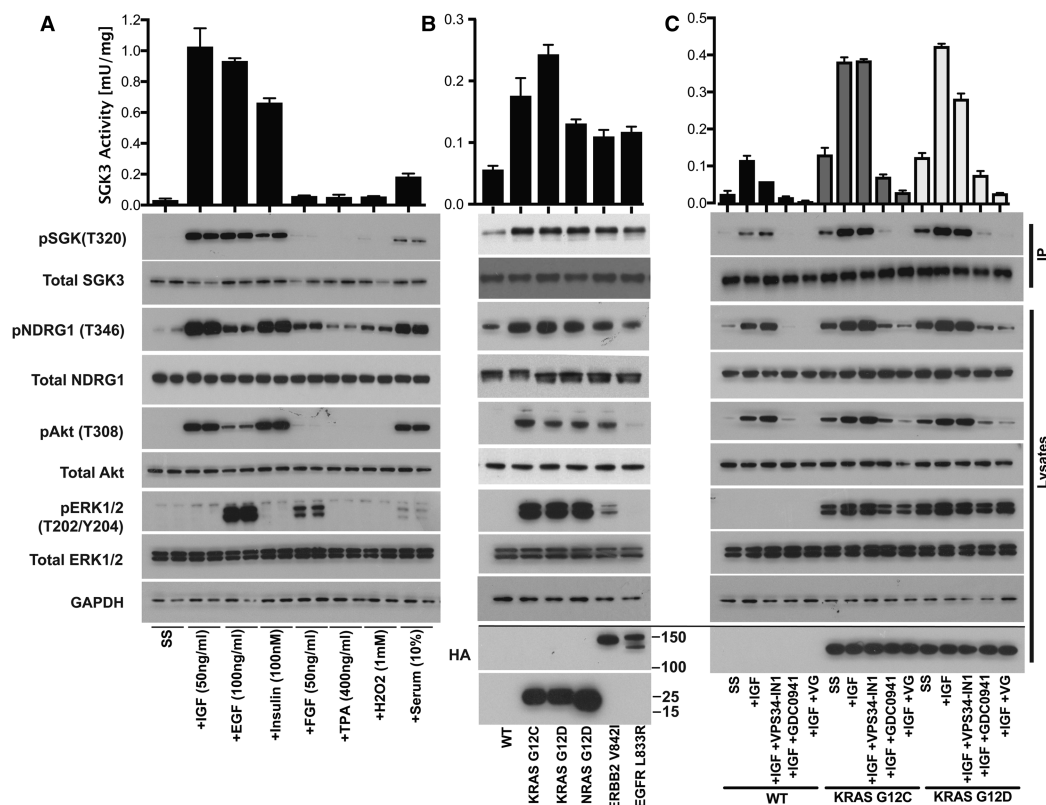 A
B
C
SGK3 Activity [mU/mg]
1.2
1.0
0.8
0.6
0.4
0.2
0.0
0.3
0.2
0.1
0.0
0.5
0.4
0.3
0.2
0.1
0.0
pSGK(T320)
Total SGK3
pNDRG1 (T346)
Total NDRG1
pAkt (T308)
Total Akt
pERK1/2
(T202/Y204)
Total ERK1/2
GAPDH
IP
Lysates
HA
150
100
25
15
SS
+IGF (50ng/ml)
+EGF (100ng/ml)
+Insulin (100nM)
+FGF (50ng/ml)
+TPA (400ng/ml)
+H2O2 (1mM)
+Serum (10%)
WT
KRAS G12C
KRAS G12D
NRAS G12D
ERBB2 V842I
EGFR L833R
SS
+IGF
+IGF +VPS34-IN1
+IGF +GDC0941
+IGF +VG
SS
+IGF
+IGF +VPS34-IN1
+IGF +GDC0941
+IGF +VG
SS
+IGF
+IGF +VPS34-IN1
+IGF +GDC0941
+IGF +VG
WT
KRAS G12C
KRAS G12D